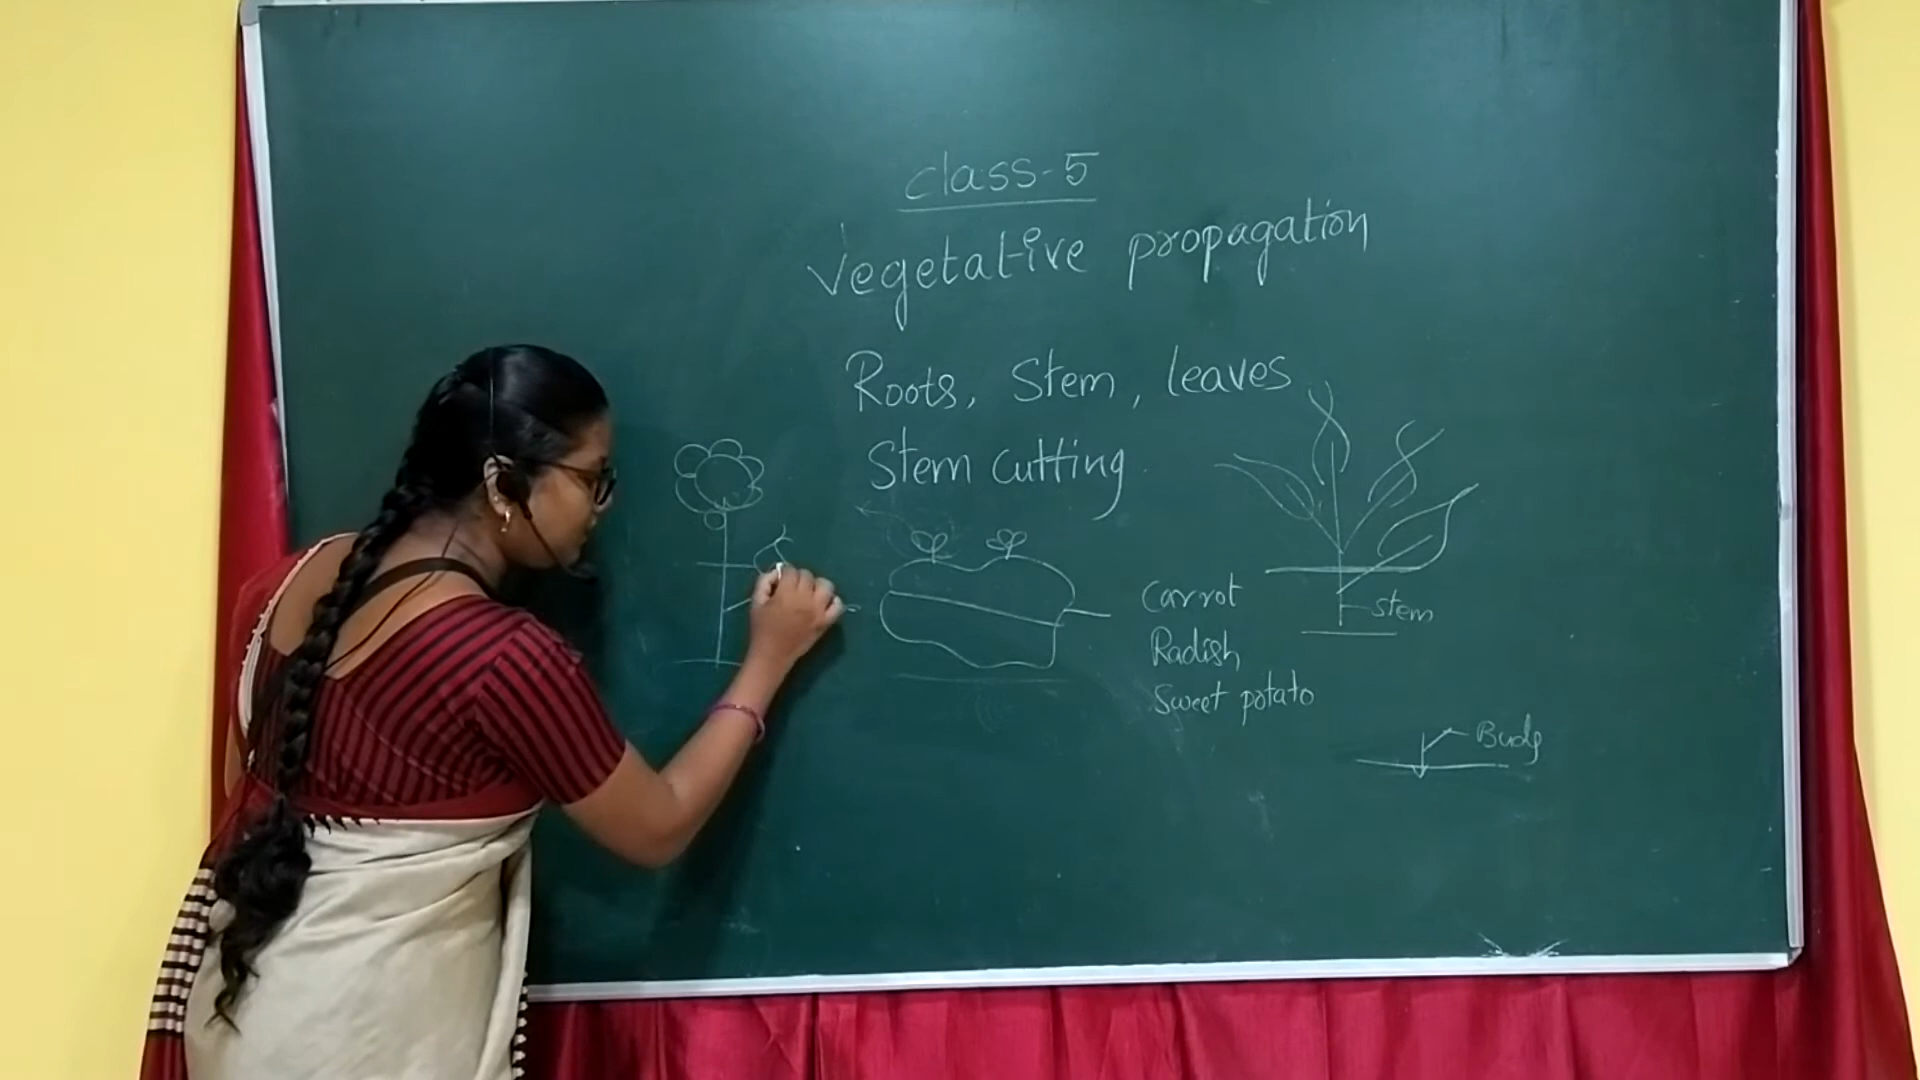 class-5
Vegetative propagation
Roots, Stem, leaves
Stem cutting
Carrot
Radish
Sweet potato
stem
Buds